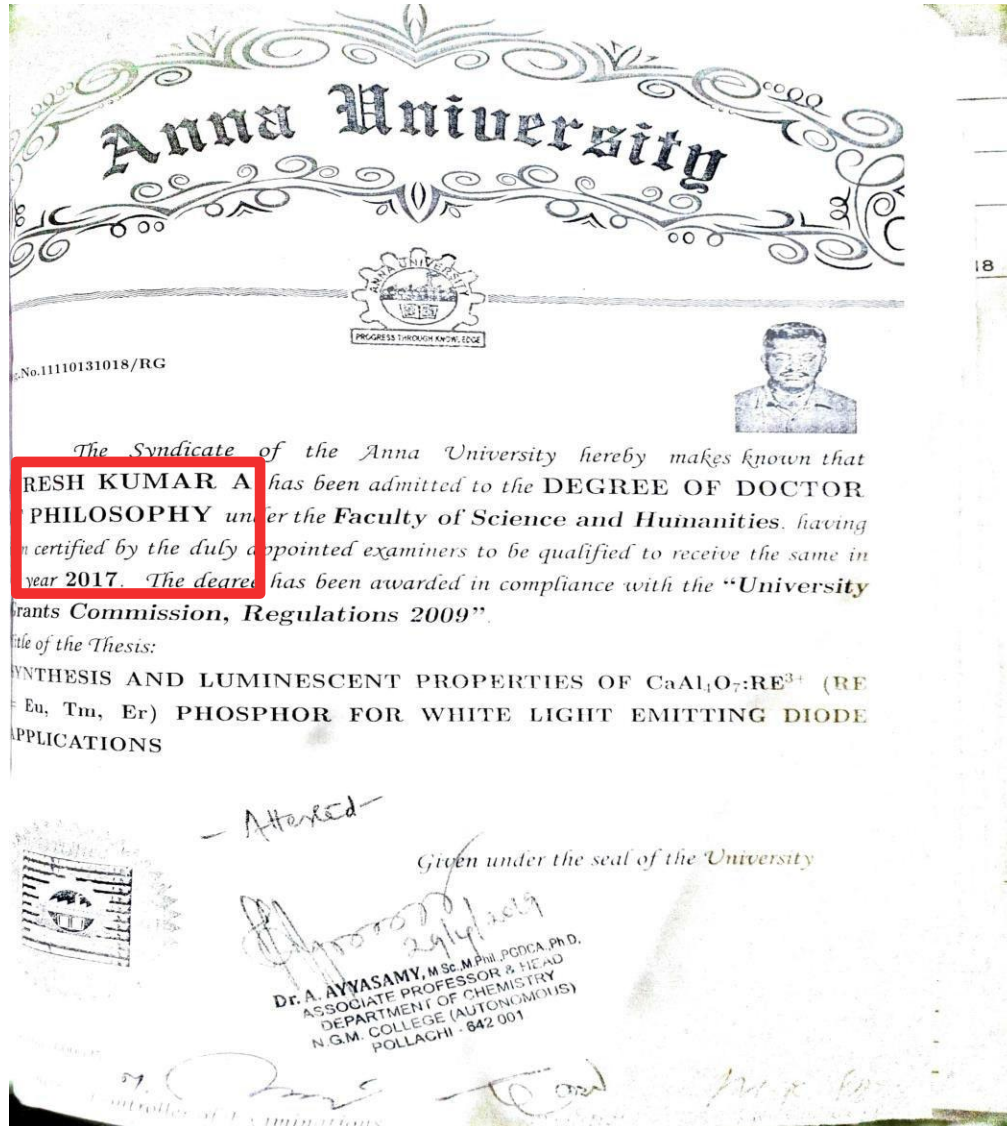 Anna University
ANNA UNIVERSITY
PROGRESS THROUGH KNOWLEDGE
g.No.11110131018/RG
18
The Syndicate of the Anna University hereby makes known that
RESH KUMAR A has been admitted to the DEGREE OF DOCTOR
PHILOSOPHY under the Faculty of Science and Humanities, having
n certified by the duly appointed examiners to be qualified to receive the same in
year 2017. The degree has been awarded in compliance with the “University
Grants Commission, Regulations 2009”.
Title of the Thesis:
SYNTHESIS AND LUMINESCENT PROPERTIES OF CaAl₄O₇:RE³⁺ (RE
= Eu, Tm, Er) PHOSPHOR FOR WHITE LIGHT EMITTING DIODE
APPLICATIONS
- Attested -
Given under the seal of the University
29/4/2019
Dr. A. AYYASAMY, M Sc.,M.Phil.,PGDCA.,Ph.D.
ASSOCIATE PROFESSOR & HEAD
DEPARTMENT OF CHEMISTRY
N.G.M. COLLEGE (AUTONOMOUS)
POLLACHI - 642 001
Controller of Examinations